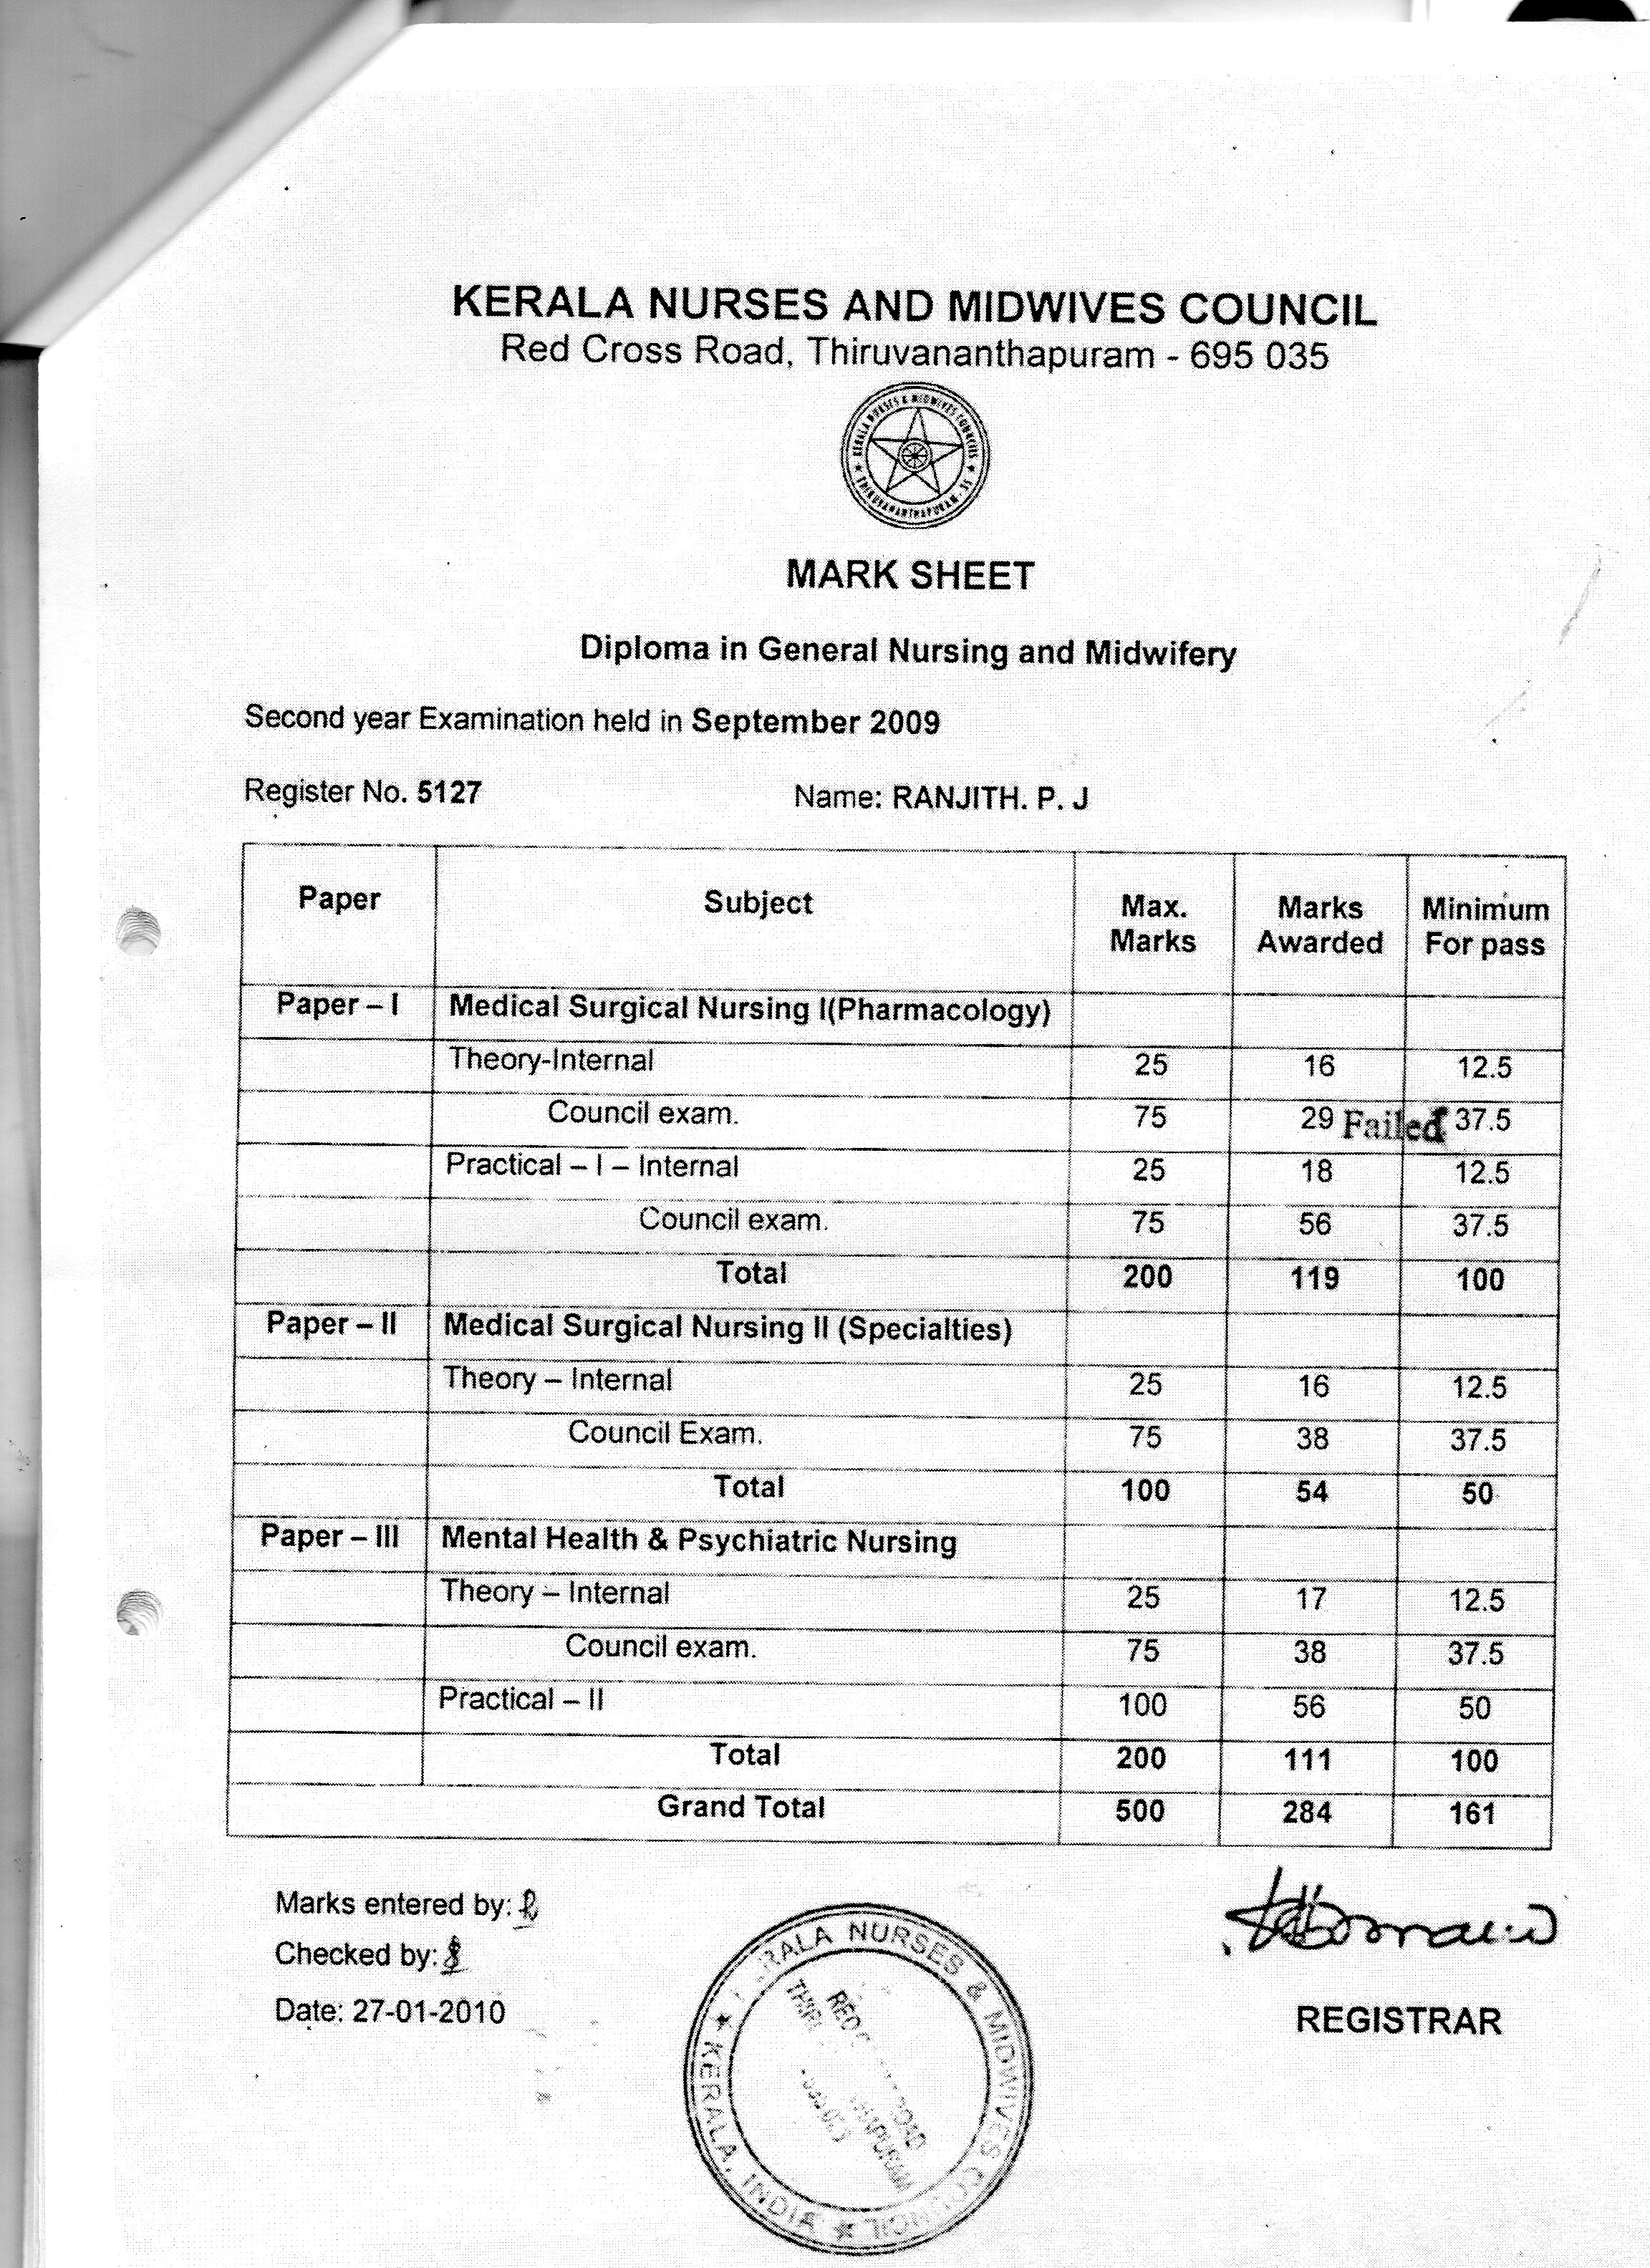 KERALA NURSES AND MIDWIVES COUNCIL
Red Cross Road, Thiruvananthapuram - 695 035
KERALA NURSES & MIDWIVES COUNCIL
THIRUVANANTHAPURAM - 35
MARK SHEET
Diploma in General Nursing and Midwifery
Second year Examination held in September 2009
Register No. 5127 Name: RANJITH. P. J
Paper Subject Max. Marks Marks Awarded Minimum For pass
Paper – I Medical Surgical Nursing I(Pharmacology)
Theory-Internal 25 16 12.5
Council exam. 75 29 Failed 37.5
Practical – I – Internal 25 18 12.5
Council exam. 75 56 37.5
Total 200 119 100
Paper – II Medical Surgical Nursing II (Specialties)
Theory – Internal 25 16 12.5
Council Exam. 75 38 37.5
Total 100 54 50
Paper – III Mental Health & Psychiatric Nursing
Theory – Internal 25 17 12.5
Council exam. 75 38 37.5
Practical – II 100 56 50
Total 200 111 100
Grand Total 500 284 161
Marks entered by:
Checked by:
Date: 27-01-2010
REGISTRAR
NURSES & MIDWIVES COUNCIL
KERALA, INDIA